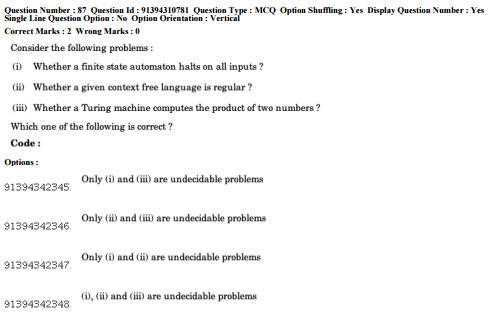 Question Number : 87 Question Id : 91394310781 Question Type : MCQ Option Shuffling : Yes Display Question Number : Yes
Single Line Question Option : No Option Orientation : Vertical
Correct Marks : 2 Wrong Marks : 0
Consider the following problems :
(i) Whether a finite state automaton halts on all inputs ?
(ii) Whether a given context free language is regular ?
(iii) Whether a Turing machine computes the product of two numbers ?
Which one of the following is correct ?
Code :
Options :
Only (i) and (iii) are undecidable problems
91394342345.
Only (ii) and (iii) are undecidable problems
91394342346.
Only (i) and (ii) are undecidable problems
91394342347.
(i), (ii) and (iii) are undecidable problems
91394342348.